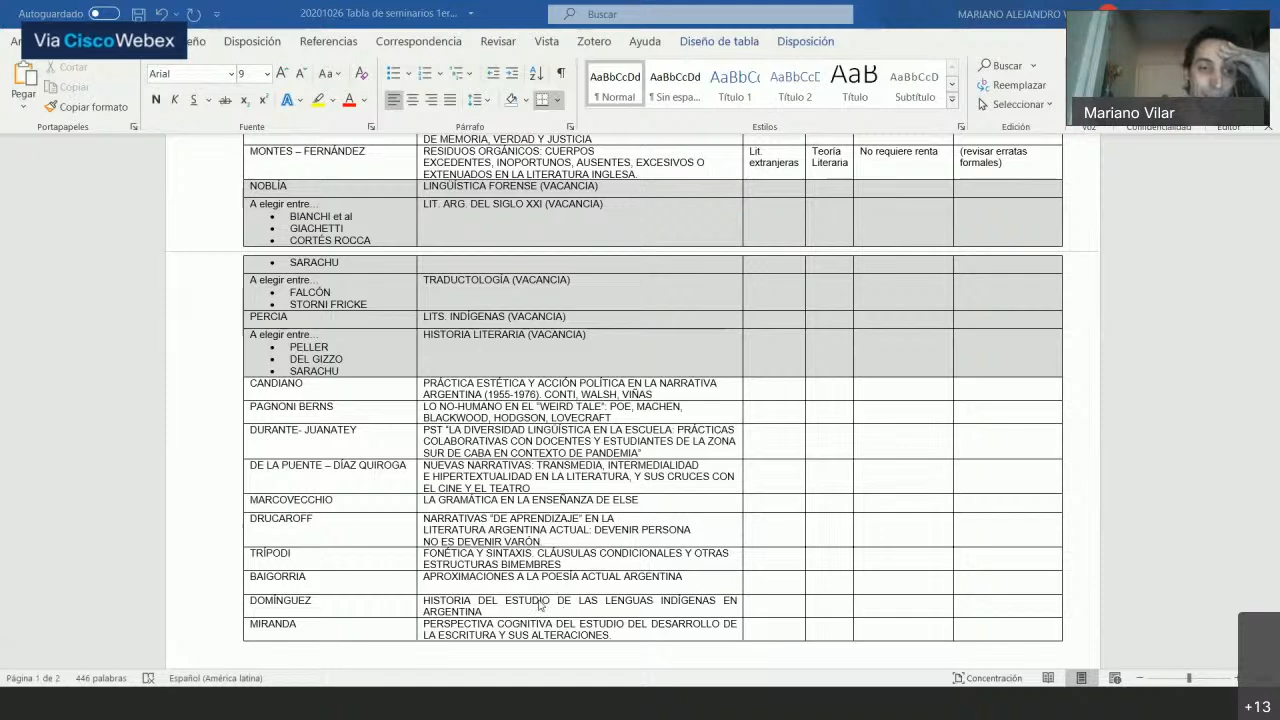 Autoguardado
20201026 Tabla de seminarios 1er...
Buscar
MARIANO ALEJANDRO
Vía CiscoWebex
Disposición
Referencias
Correspondencia
Revisar
Vista
Zotero
Ayuda
Diseño de tabla
Disposición
Pegar
Cortar
Copiar
Copiar formato
Portapapeles
Arial
9
N K S
Fuente
Párrafo
AaBbCcDd
¶ Normal
AaBbCcDd
¶ Sin espa...
AaBbC
Título 1
AaBbCcE
Título 2
AaB
Título
AaBbCcD
Subtítulo
Estilos
Buscar
Reemplazar
Seleccionar
Edición
Mariano Vilar
DE MEMORIA, VERDAD Y JUSTICIA
MONTES – FERNÁNDEZ
RESIDUOS ORGÁNICOS: CUERPOS
EXCEDENTES, INOPORTUNOS, AUSENTES, EXCESIVOS O
EXTENUADOS EN LA LITERATURA INGLESA.
Lit.
extranjeras
Teoría
Literaria
No requiere renta
(revisar erratas
formales)
NOBLÍA
LINGÜÍSTICA FORENSE (VACANCIA)
A elegir entre…
• BIANCHI et al
• GIACHETTI
• CORTÉS ROCCA
LIT. ARG. DEL SIGLO XXI (VACANCIA)
• SARACHU
A elegir entre…
• FALCÓN
• STORNI FRICKE
TRADUCTOLOGÍA (VACANCIA)
PERCIA
LITS. INDÍGENAS (VACANCIA)
A elegir entre…
• PELLER
• DEL GIZZO
• SARACHU
HISTORIA LITERARIA (VACANCIA)
CANDIANO
PRÁCTICA ESTÉTICA Y ACCIÓN POLÍTICA EN LA NARRATIVA
ARGENTINA (1955-1976). CONTI, WALSH, VIÑAS
PAGNONI BERNS
LO NO-HUMANO EN EL "WEIRD TALE": POE, MACHEN,
BLACKWOOD, HODGSON, LOVECRAFT
DURANTE- JUANATEY
PST "LA DIVERSIDAD LINGÜÍSTICA EN LA ESCUELA: PRÁCTICAS
COLABORATIVAS CON DOCENTES Y ESTUDIANTES DE LA ZONA
SUR DE CABA EN CONTEXTO DE PANDEMIA"
DE LA PUENTE – DÍAZ QUIROGA
NUEVAS NARRATIVAS: TRANSMEDIA, INTERMEDIALIDAD
E HIPERTEXTUALIDAD EN LA LITERATURA, Y SUS CRUCES CON
EL CINE Y EL TEATRO
MARCOVECCHIO
LA GRAMÁTICA EN LA ENSEÑANZA DE ELSE
DRUCAROFF
NARRATIVAS "DE APRENDIZAJE" EN LA
LITERATURA ARGENTINA ACTUAL: DEVENIR PERSONA
NO ES DEVENIR VARÓN.
TRÍPODI
FONÉTICA Y SINTAXIS. CLÁUSULAS CONDICIONALES Y OTRAS
ESTRUCTURAS BIMEMBRES
BAIGORRIA
APROXIMACIONES A LA POESÍA ACTUAL ARGENTINA
DOMÍNGUEZ
HISTORIA DEL ESTUDIO DE LAS LENGUAS INDÍGENAS EN
ARGENTINA
MIRANDA
PERSPECTIVA COGNITIVA DEL ESTUDIO DEL DESARROLLO DE
LA ESCRITURA Y SUS ALTERACIONES.
Página 1 de 2
446 palabras
Español (América latina)
Concentración
+13